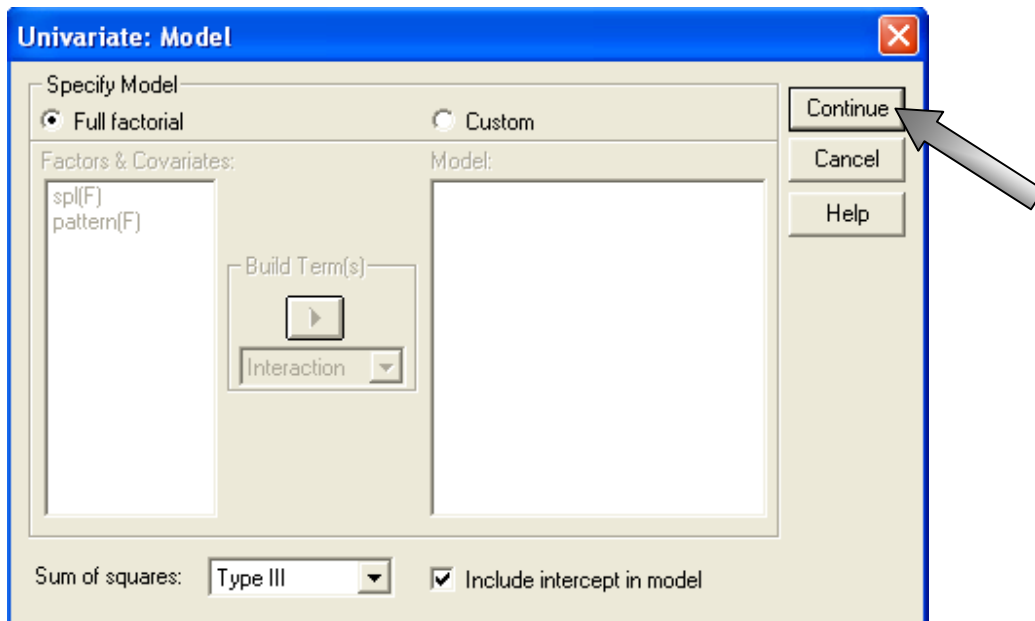 Univariate: Model
Specify Model
Full factorial
Custom
Continue
Factors & Covariates:
Model:
Cancel
spl(F)
pattern(F)
Help
Build Term(s)
Interaction
Sum of squares:
Type III
Include intercept in model